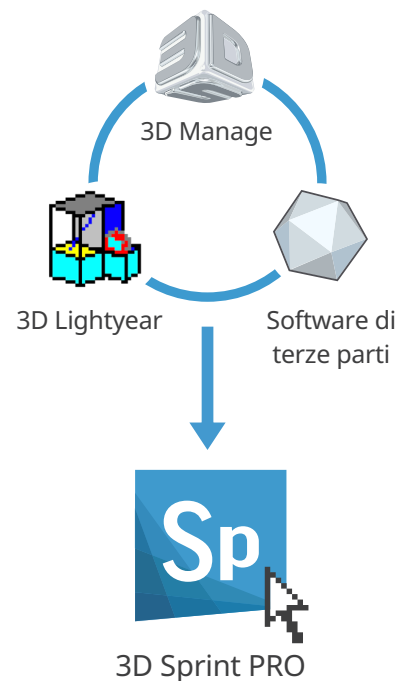 3D Manage
3D Lightyear
Software di
terze parti
Sp
3D Sprint PRO